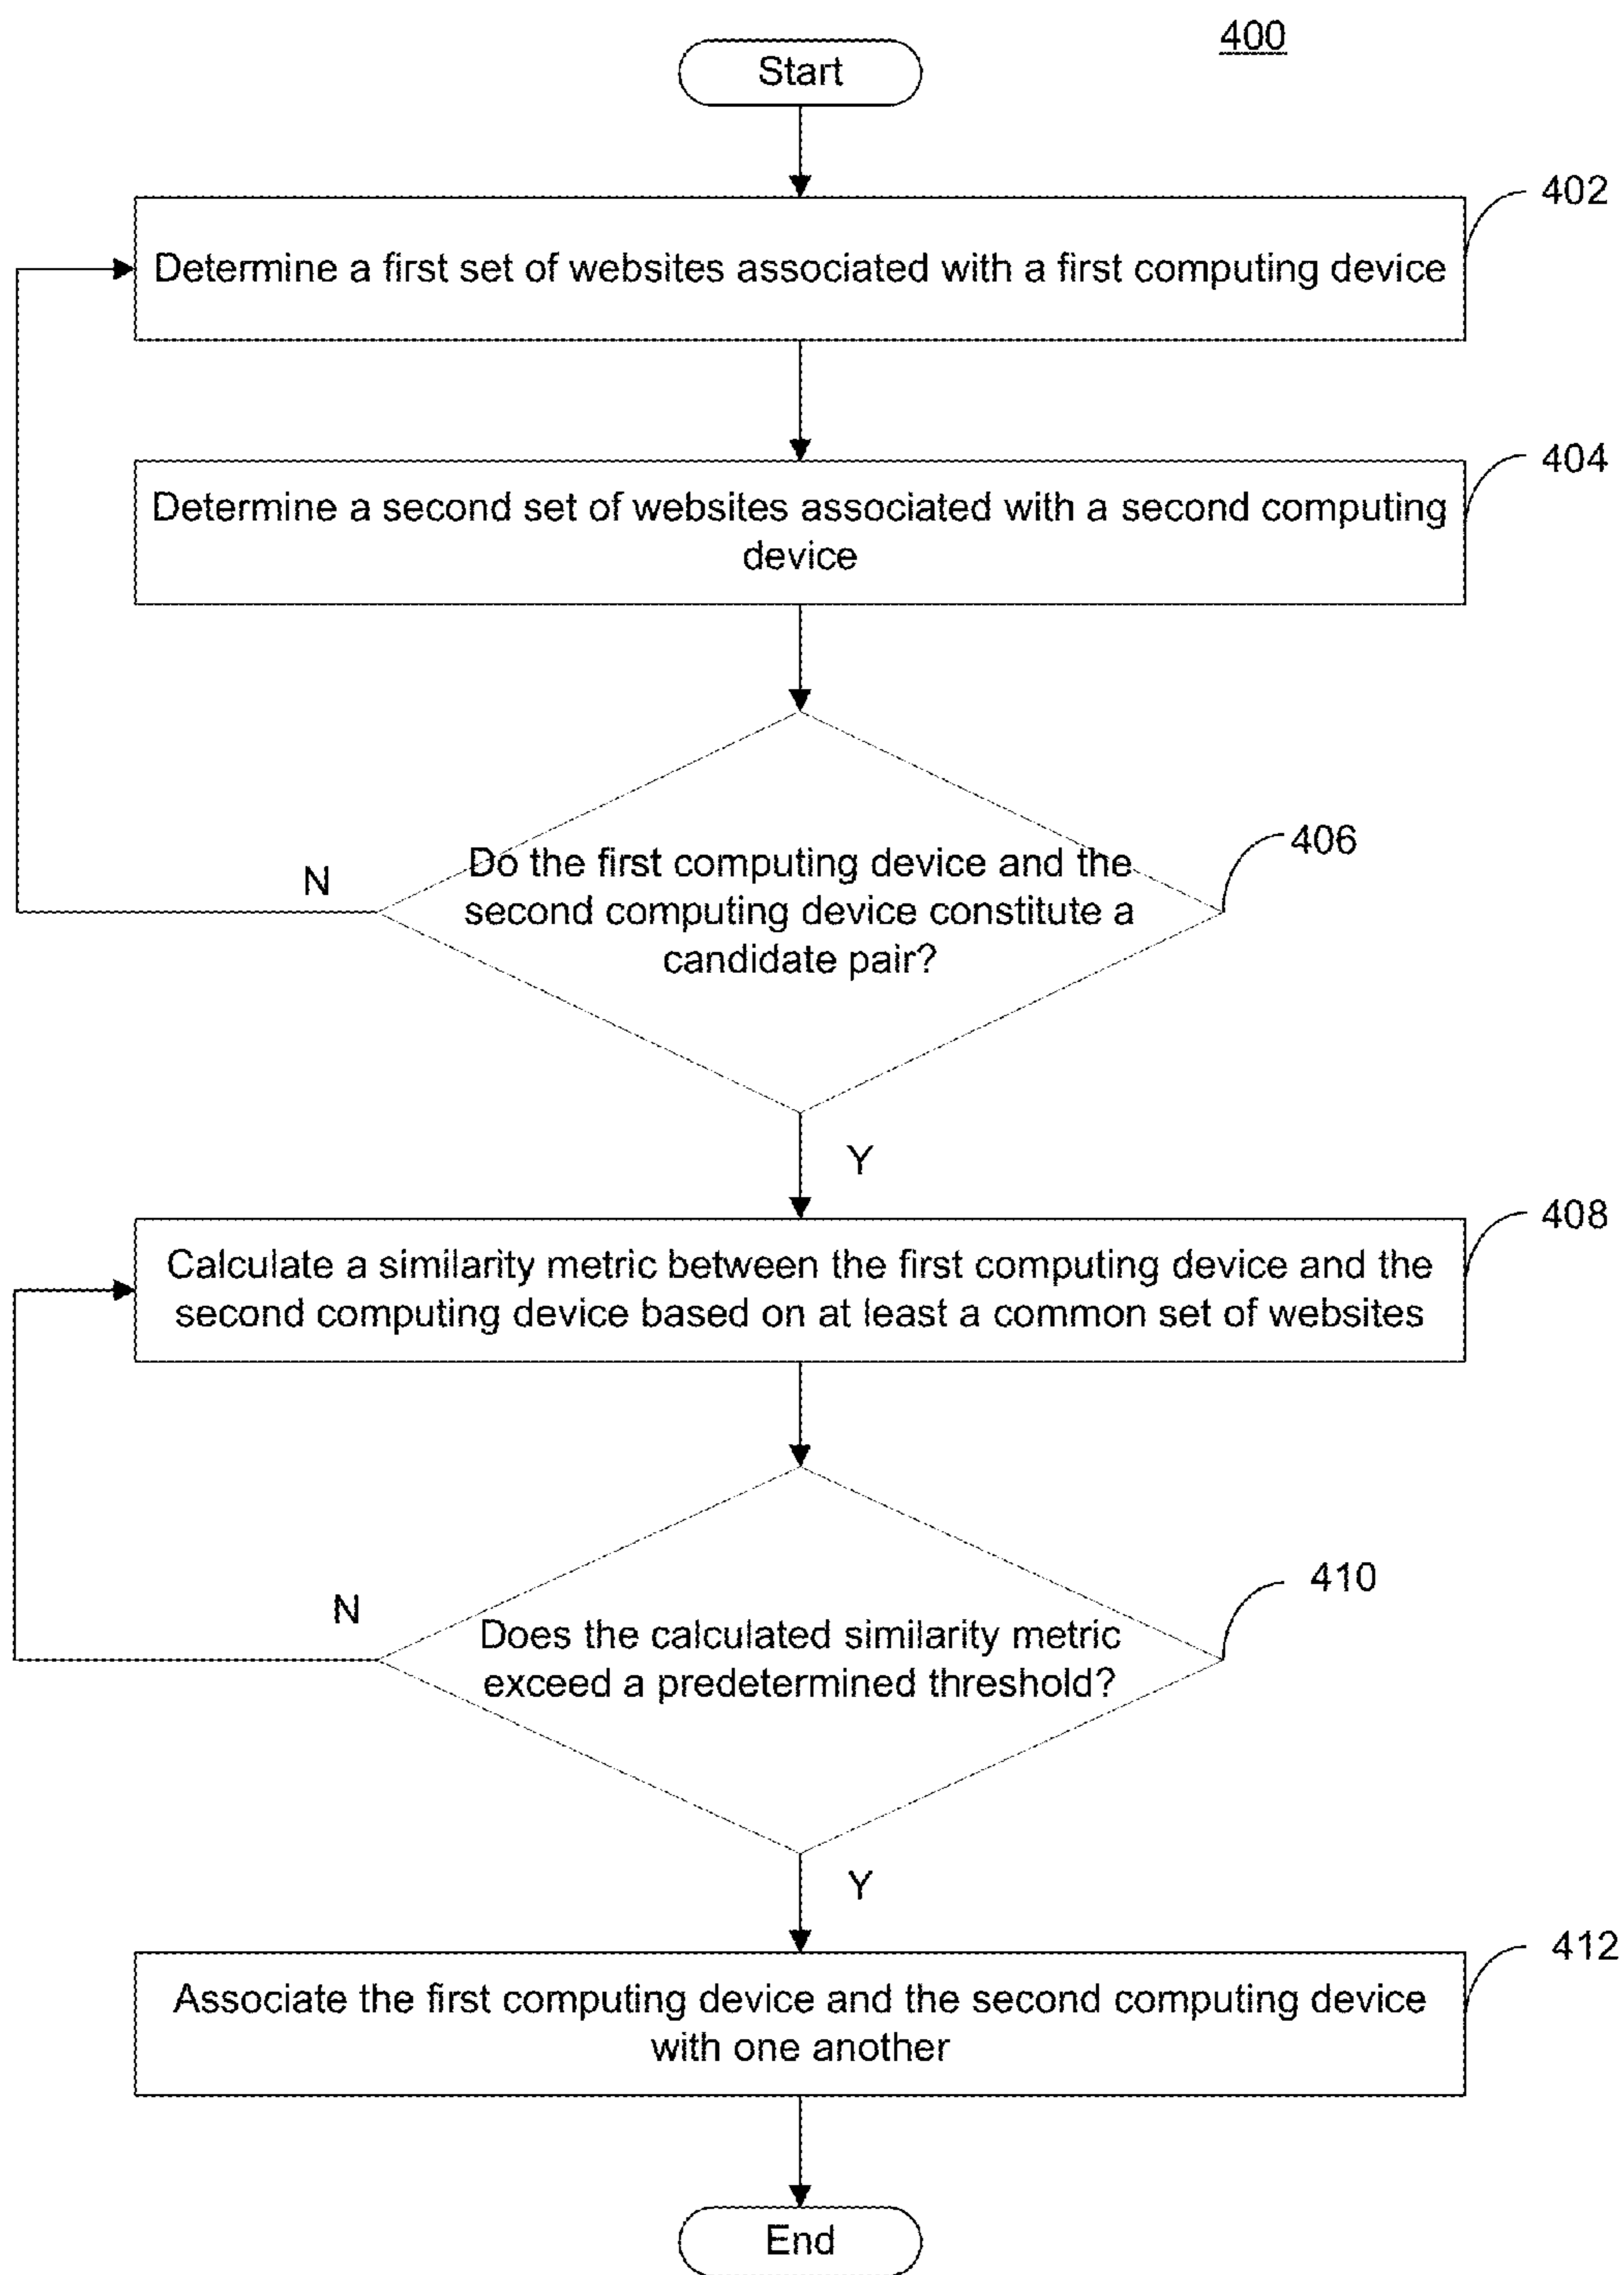 400
Start
402
Determine a first set of websites associated with a first computing device
404
Determine a second set of websites associated with a second computing
device
406
Do the first computing device and the
second computing device constitute a
candidate pair?
N
Y
408
Calculate a similarity metric between the first computing device and the
second computing device based on at least a common set of websites
410
N
Does the calculated similarity metric
exceed a predetermined threshold?
Y
412
Associate the first computing device and the second computing device
with one another
End